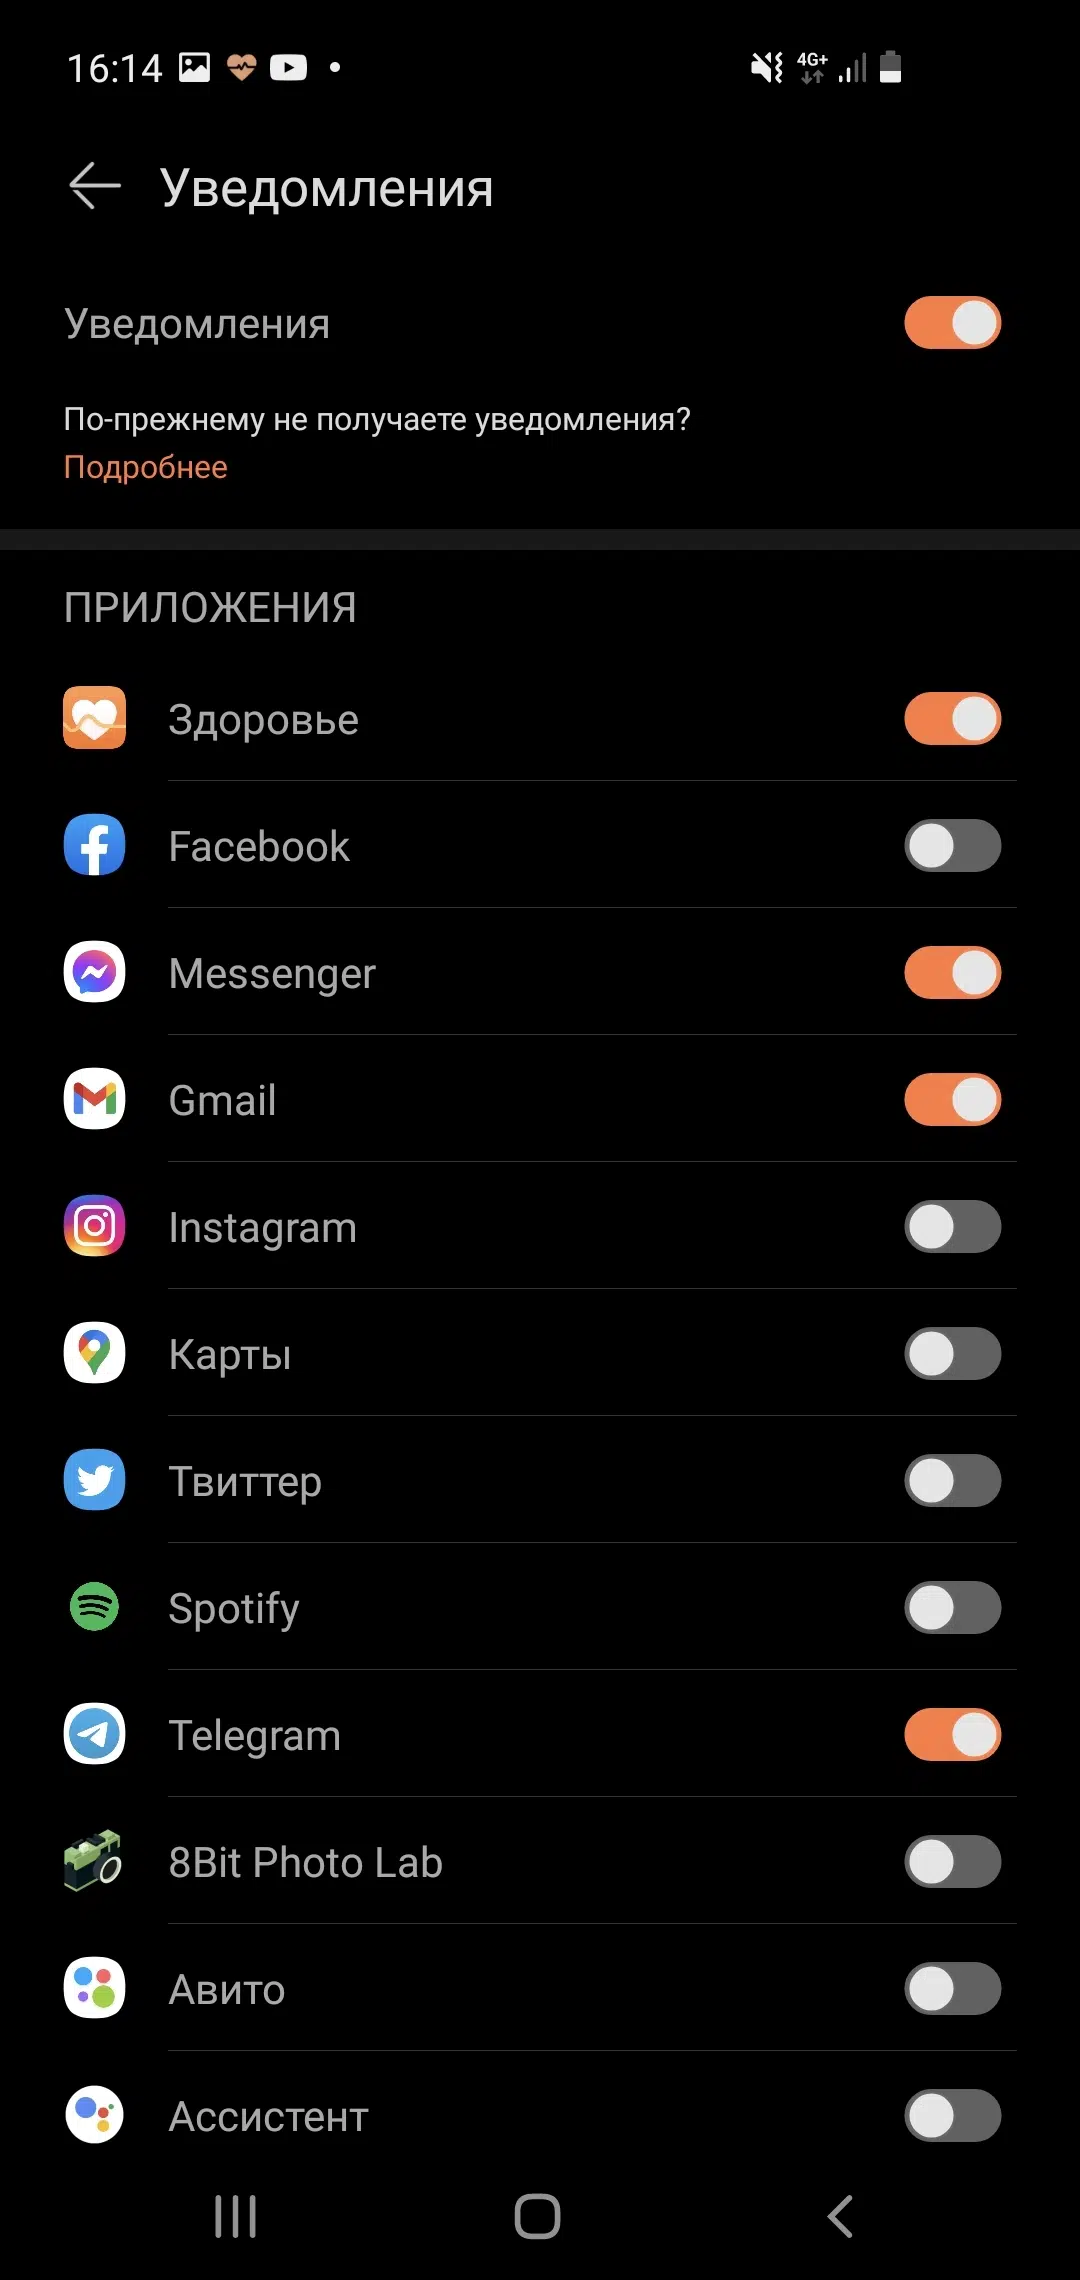 16:14
4G+
Уведомления
Уведомления
По-прежнему не получаете уведомления?
Подробнее
ПРИЛОЖЕНИЯ
Здоровье
Facebook
Messenger
Gmail
Instagram
Карты
Твиттер
Spotify
Telegram
8Bit Photo Lab
Авито
Ассистент